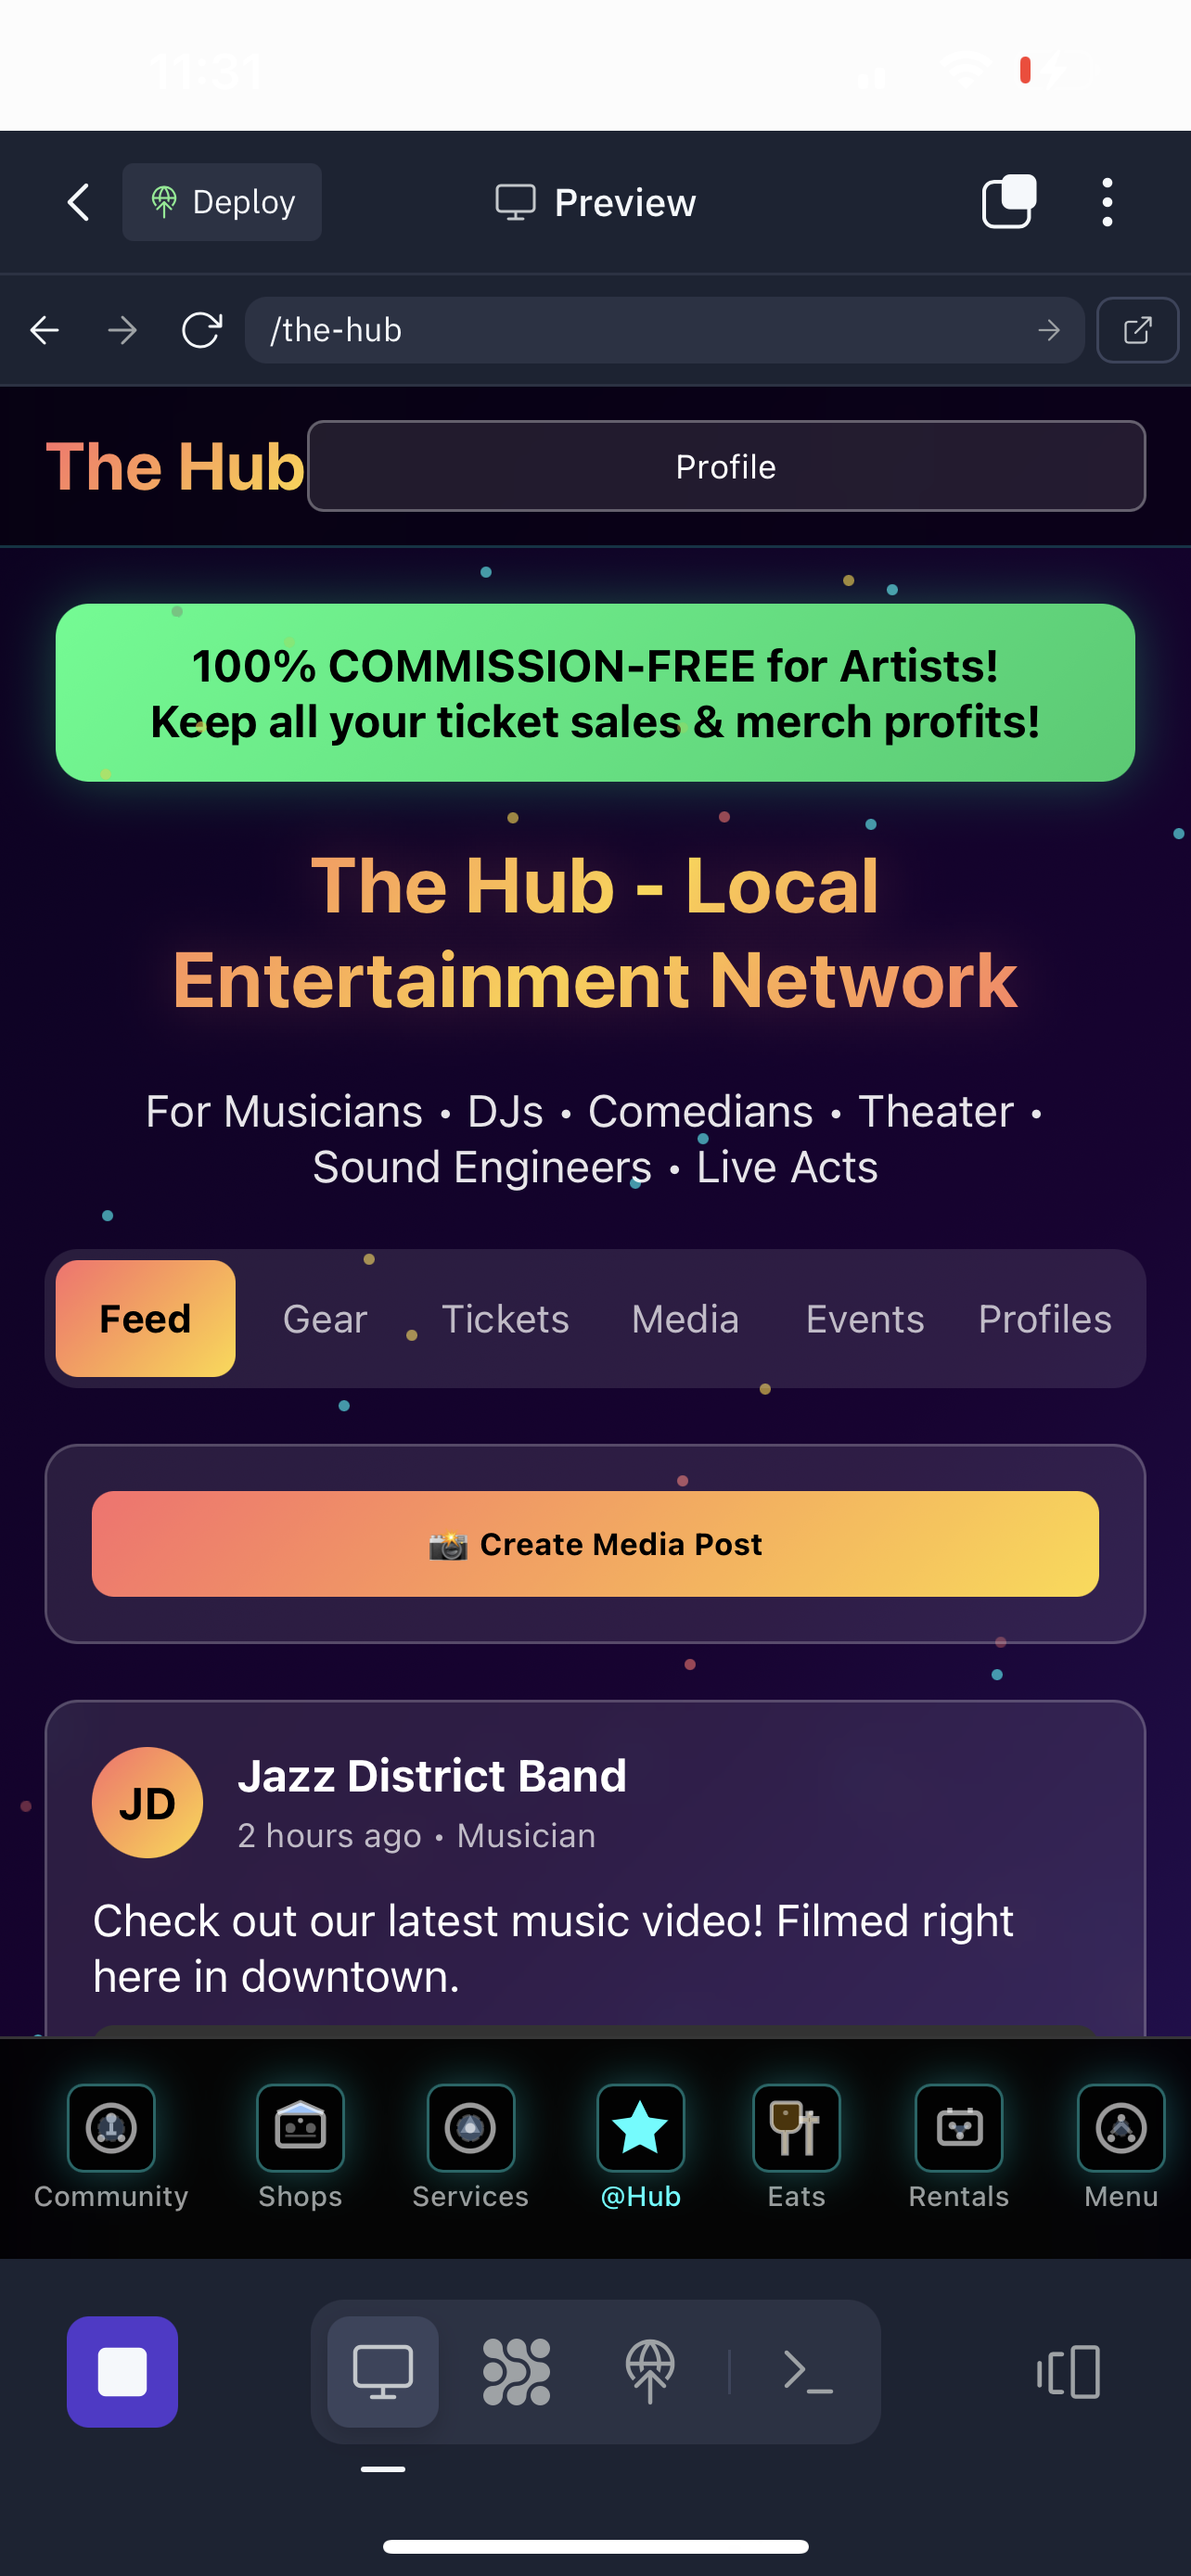 11:31
Deploy
Preview
/the-hub
The Hub
Profile
100% COMMISSION-FREE for Artists!
Keep all your ticket sales & merch profits!
The Hub - Local
Entertainment Network
For Musicians • DJs • Comedians • Theater •
Sound Engineers • Live Acts
Feed Gear Tickets Media Events Profiles
📸 Create Media Post
JD
Jazz District Band
2 hours ago • Musician
Check out our latest music video! Filmed right
here in downtown.
Community Shops Services @Hub Eats Rentals Menu